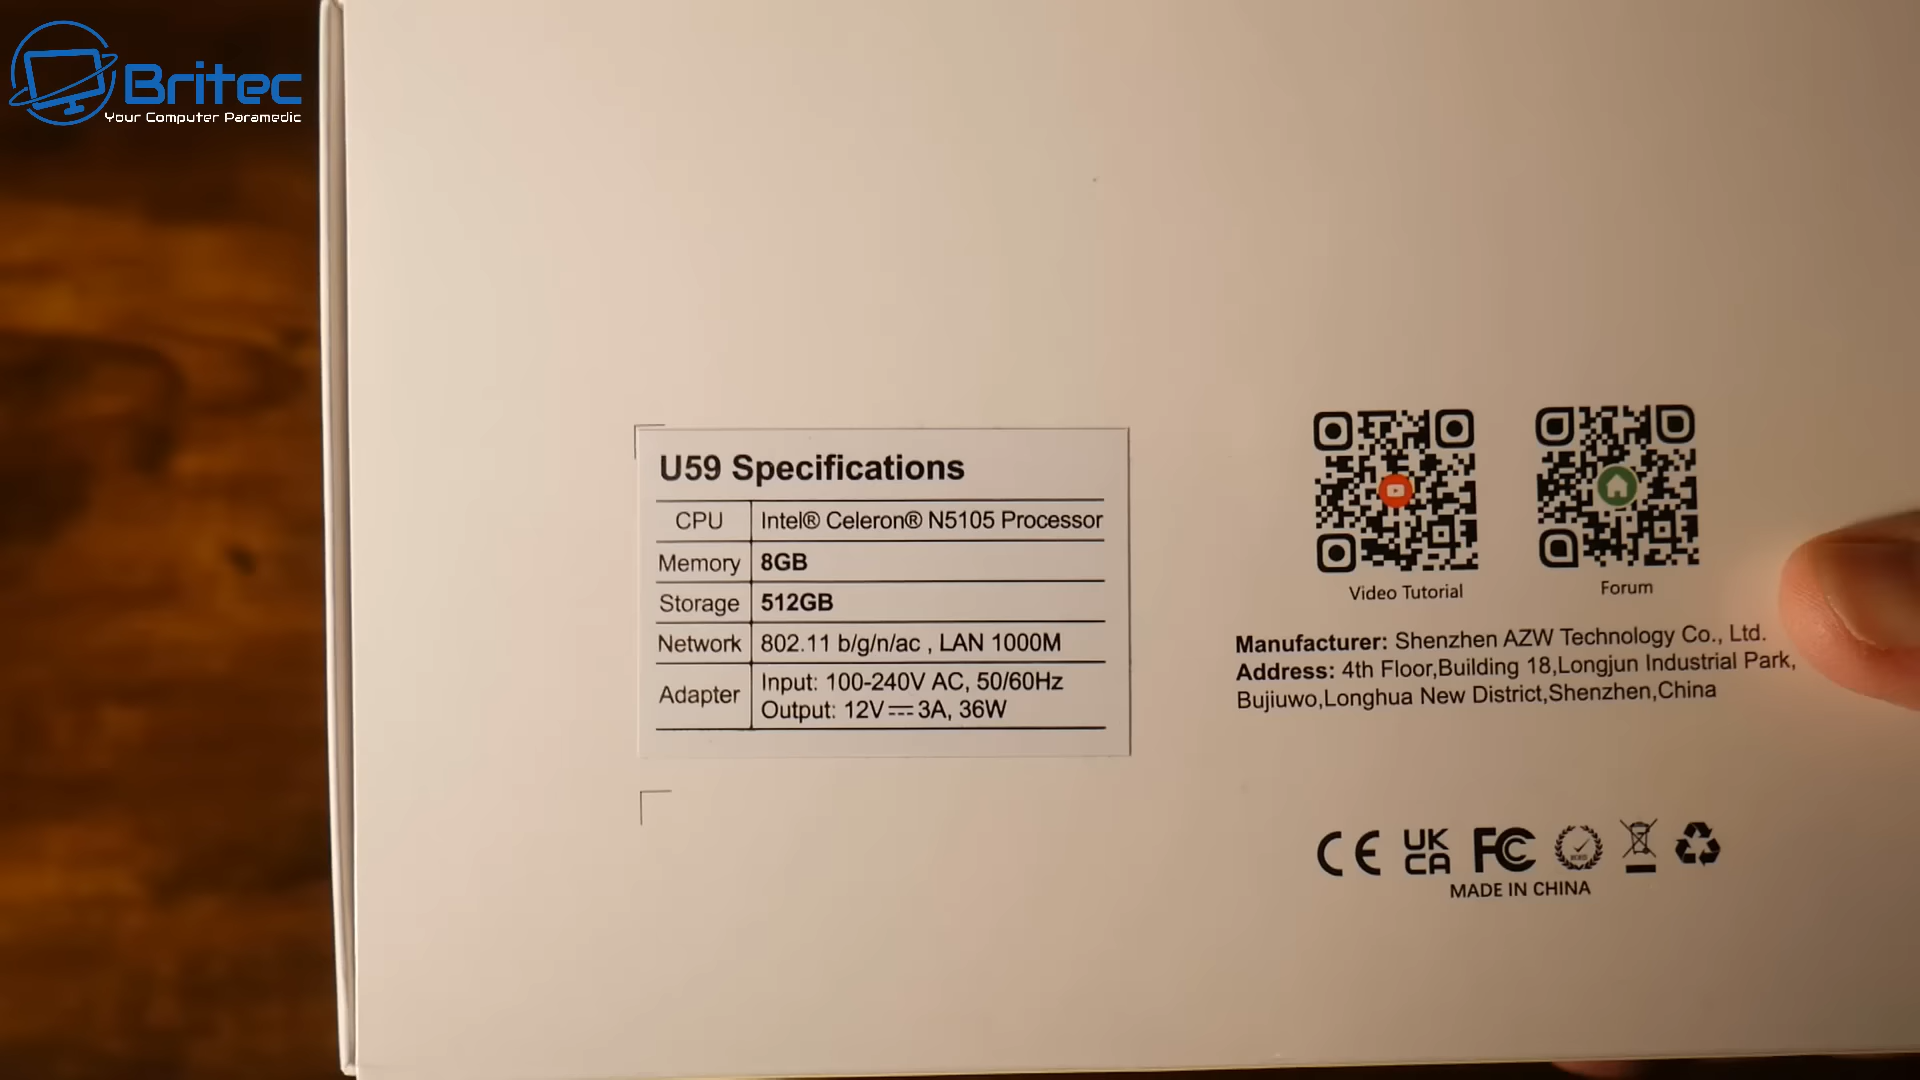 Britec
Your Computer Paramedic
U59 Specifications
CPU Intel® Celeron® N5105 Processor
Memory 8GB
Storage 512GB
Network 802.11 b/g/n/ac , LAN 1000M
Adapter Input: 100-240V AC, 50/60Hz
Output: 12V⎓3A, 36W
Video Tutorial
Forum
Manufacturer: Shenzhen AZW Technology Co., Ltd.
Address: 4th Floor,Building 18,Longjun Industrial Park,
Bujiuwo,Longhua New District,Shenzhen,China
CE UK CA FC
MADE IN CHINA